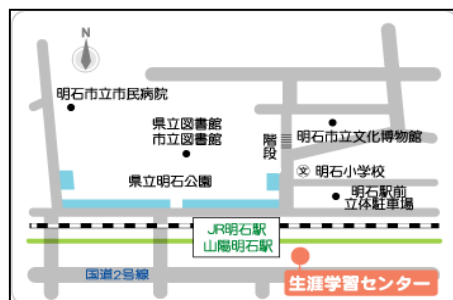 N
明石市立市民病院
県立図書館
市立図書館
階段
明石市立文化博物館
県立明石公園
文 明石小学校
明石駅前
立体駐車場
JR明石駅
山陽明石駅
国道2号線
生涯学習センター